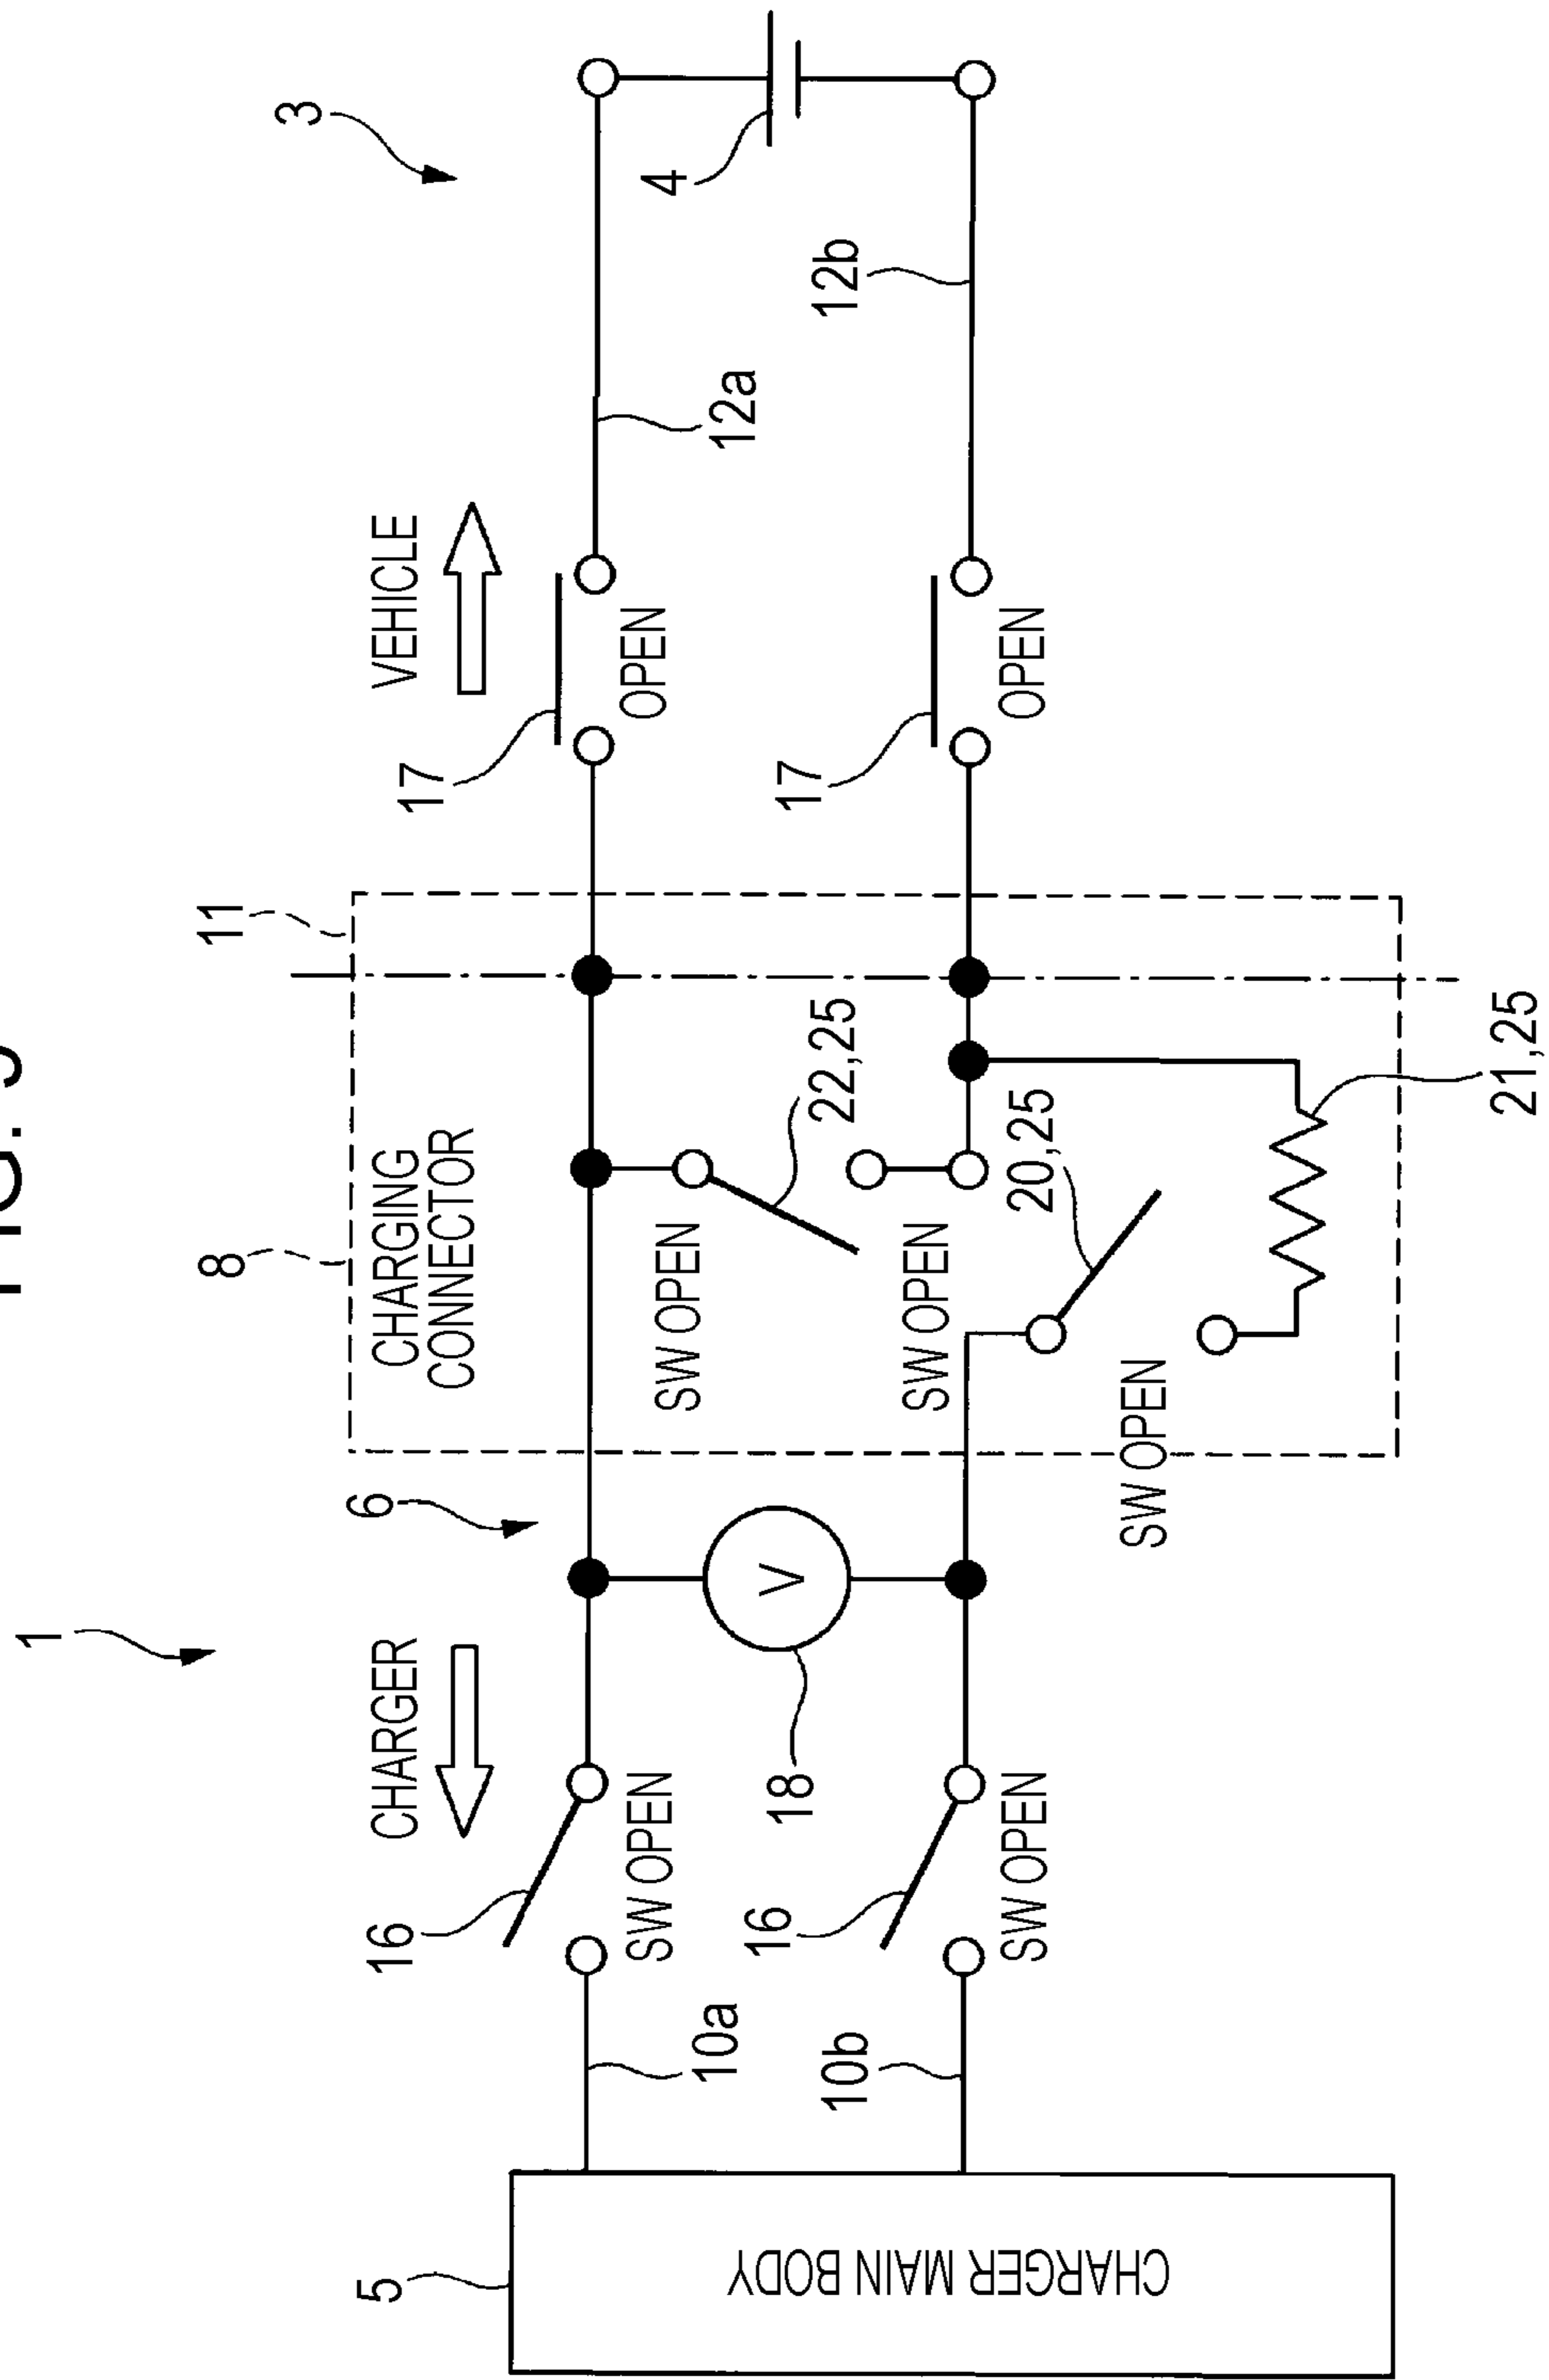 FIG.
1
8
11
3
5
16
CHARGER
6
CHARGING
CONNECTOR
17
VEHICLE
SW OPEN
SW OPEN
OPEN
4
10a
12a
16
18
22,25
17
12b
10b
SW OPEN
SW OPEN
20,25
OPEN
CHARGER MAIN BODY
SW OPEN
21,25
V